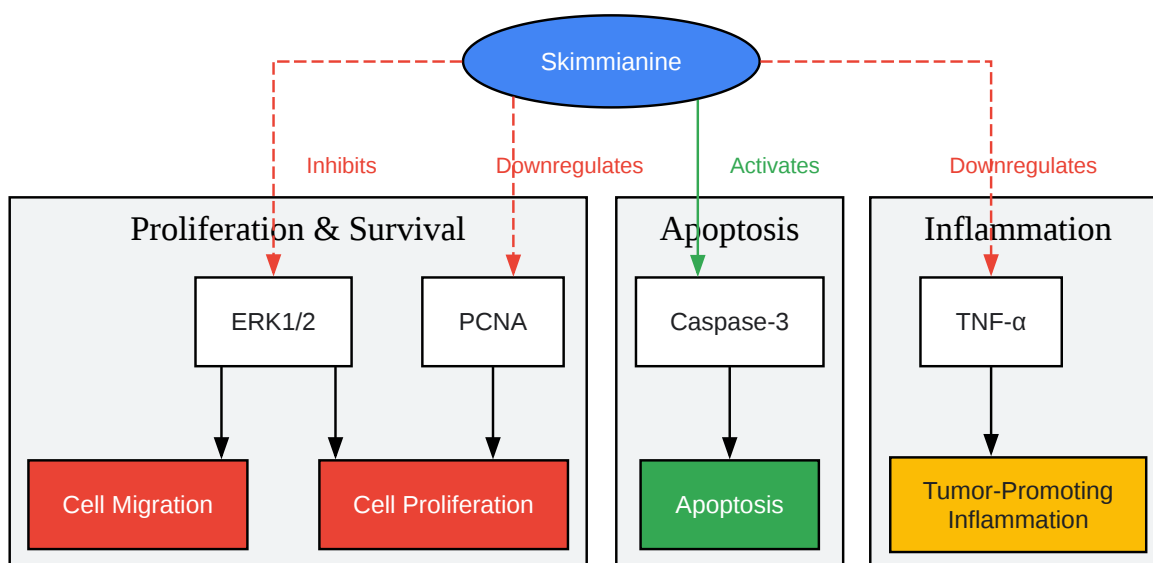 Skimmianine
Inhibits
Downregulates
Activates
Downregulates
Proliferation & Survival
Apoptosis
Inflammation
ERK1/2
PCNA
Caspase-3
TNF-α
Cell Migration
Cell Proliferation
Apoptosis
Tumor-Promoting
Inflammation